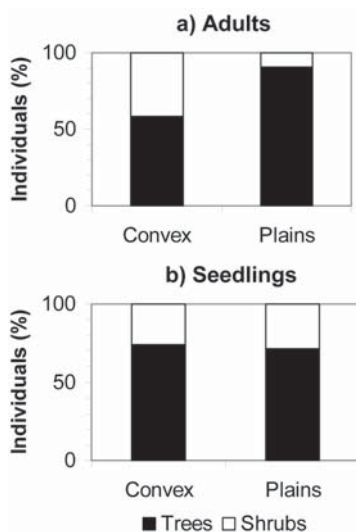 a) Adults
Individuals (%)
100
50
0
Convex Plains
b) Seedlings
Individuals (%)
100
50
0
Convex Plains
Trees Shrubs